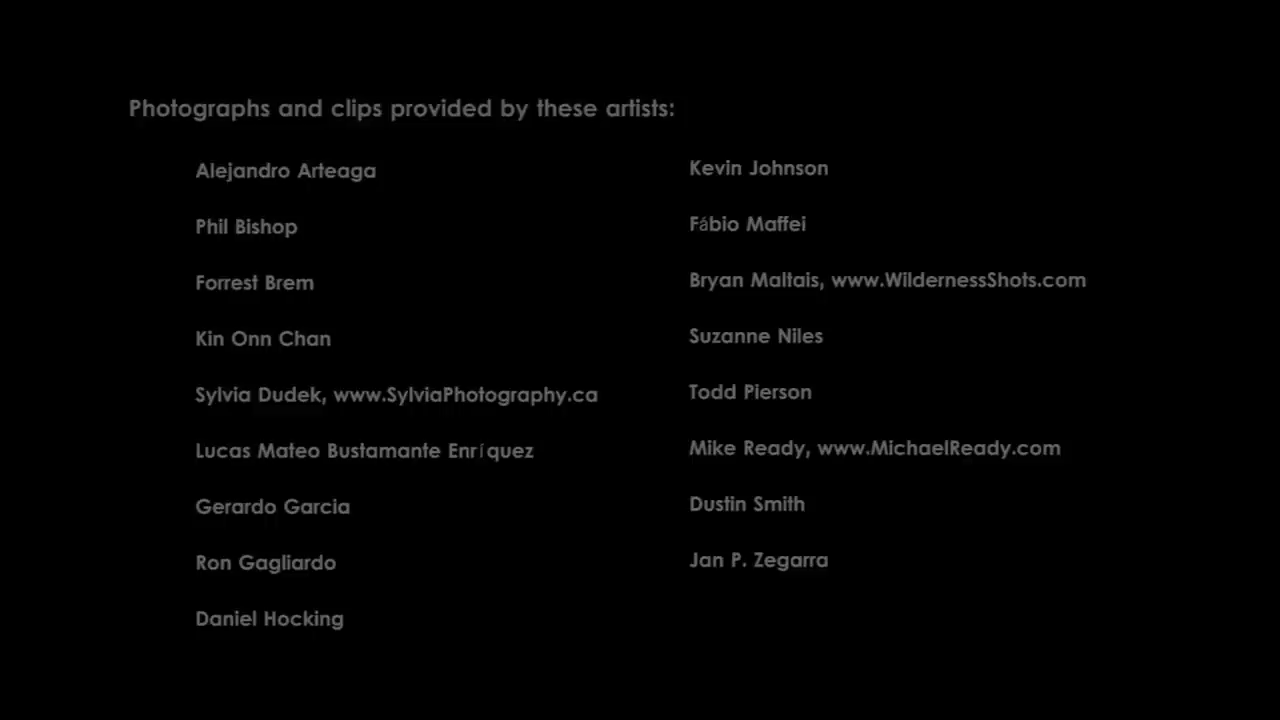 Photographs and clips provided by these artists:
Alejandro Arteaga
Phil Bishop
Forrest Brem
Kin Onn Chan
Sylvia Dudek, www.SylviaPhotography.ca
Lucas Mateo Bustamante Enríquez
Gerardo Garcia
Ron Gagliardo
Daniel Hocking
Kevin Johnson
Fábio Maffei
Bryan Maltais, www.WildernessShots.com
Suzanne Niles
Todd Pierson
Mike Ready, www.MichaelReady.com
Dustin Smith
Jan P. Zegarra